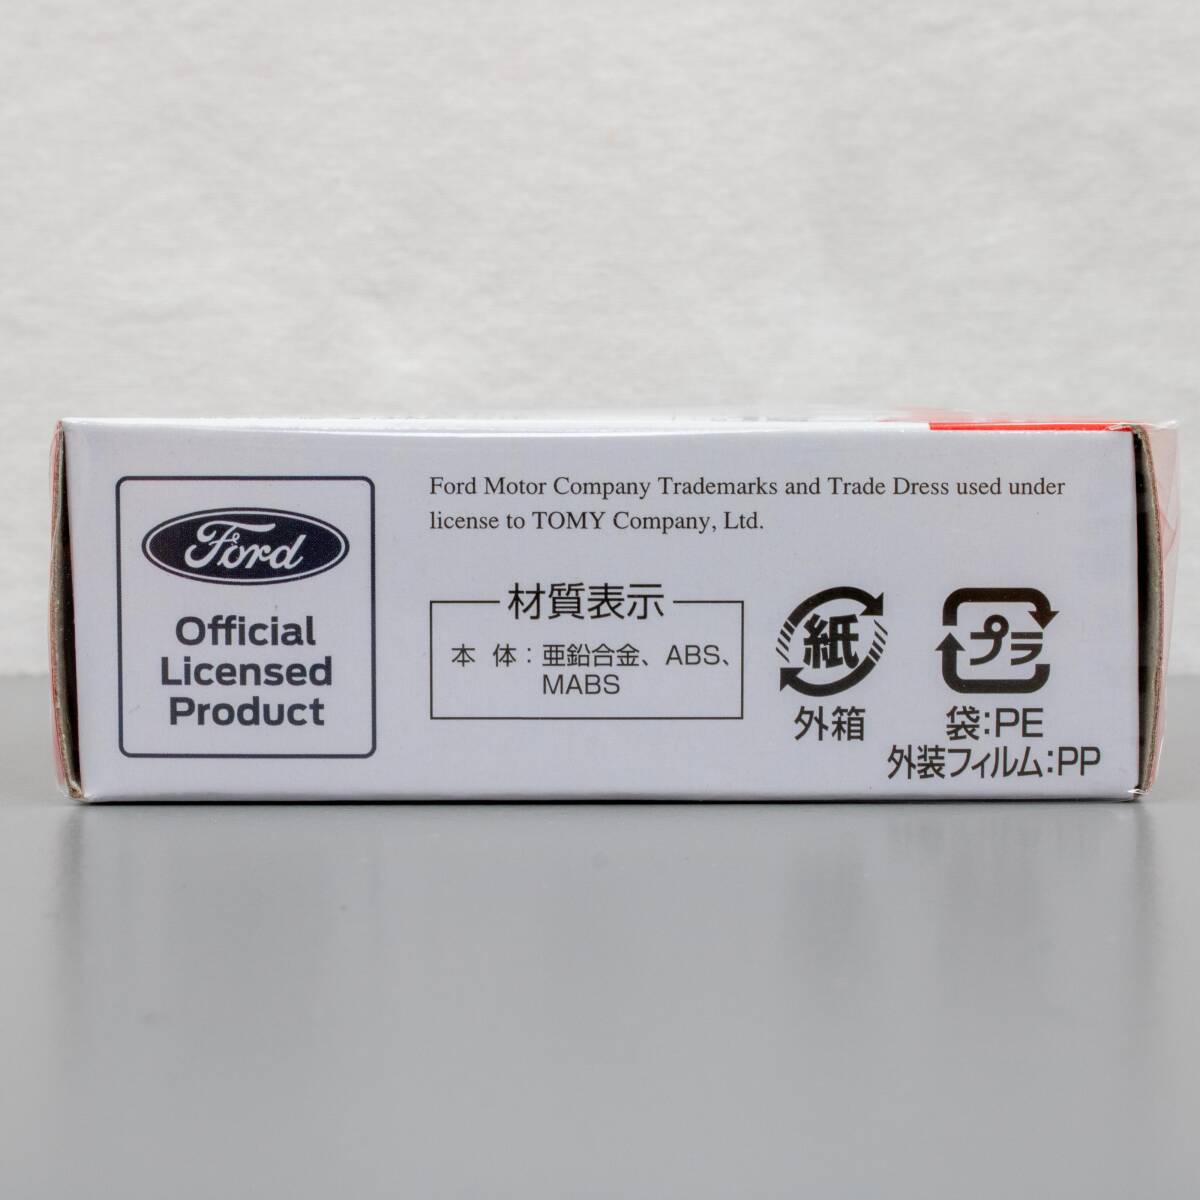 Ford
Official
Licensed
Product
Ford Motor Company Trademarks and Trade Dress used under
license to TOMY Company, Ltd.
材質表示
本 体：亜鉛合金、ABS、
MABS
紙
外箱
プラ
袋:PE
外装フィルム:PP